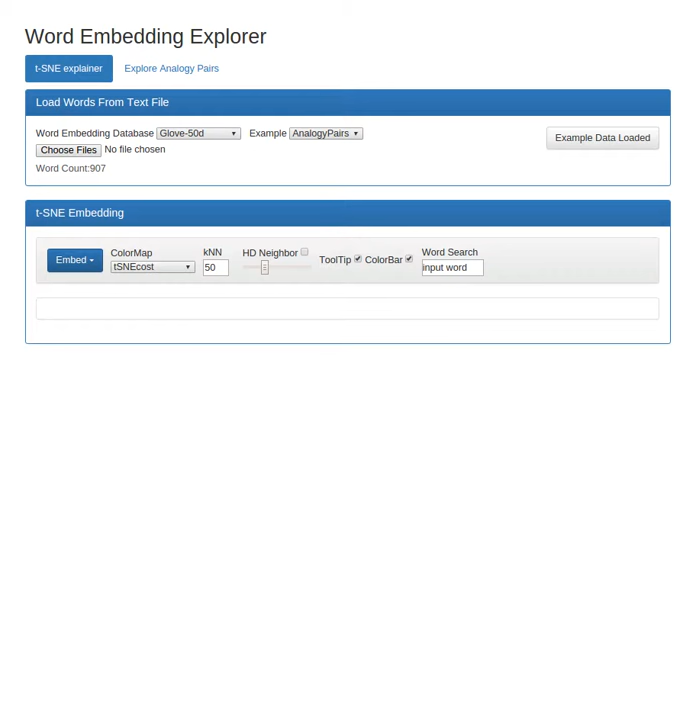 Word Embedding Explorer
t-SNE explainer Explore Analogy Pairs
Load Words From Text File
Word Embedding Database Glove-50d Example AnalogyPairs
Example Data Loaded
Choose Files No file chosen
Word Count:907
t-SNE Embedding
Embed
ColorMap
tSNEcost
kNN
50
HD Neighbor
ToolTip ColorBar
Word Search
input word